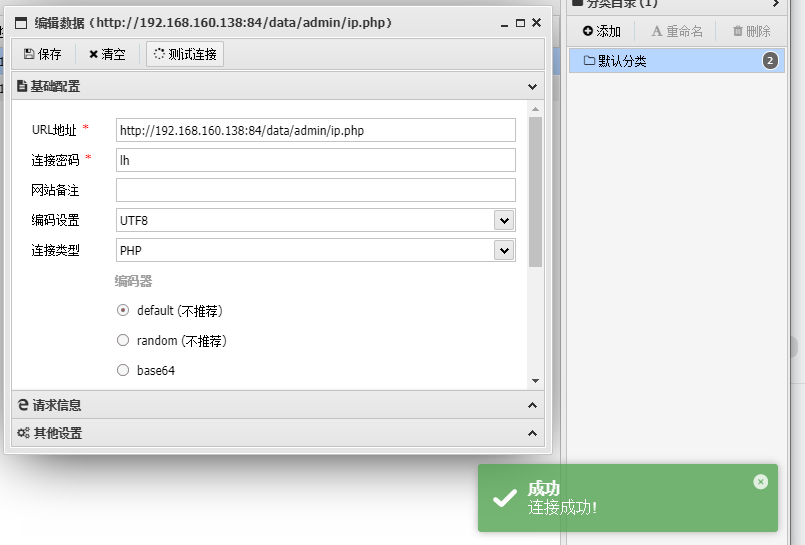 编辑数据 (http://192.168.160.138:84/data/admin/ip.php)
保存 清空 测试连接
基础配置
URL地址 * http://192.168.160.138:84/data/admin/ip.php
连接密码 * lh
网站备注
编码设置 UTF8
连接类型 PHP
编码器
default (不推荐)
random (不推荐)
base64
请求信息
其他设置
分类目录 (1)
添加 重命名 删除
默认分类 2
成功
连接成功!